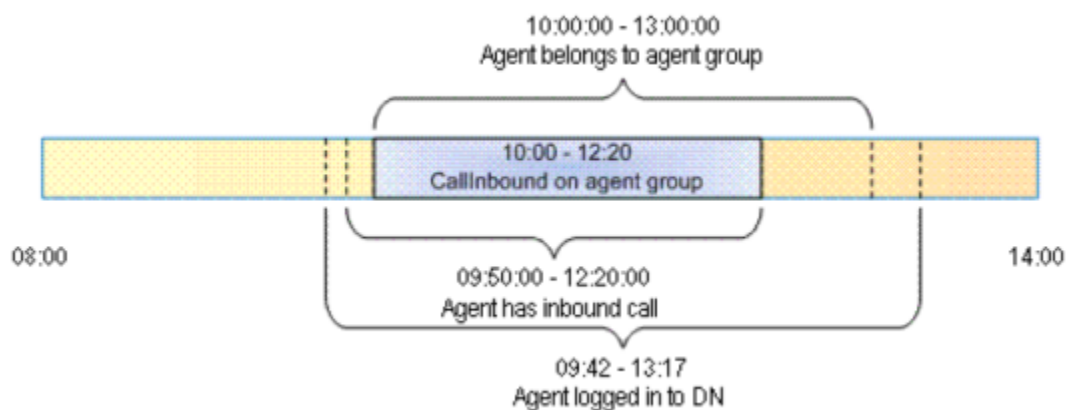 10:00:00 - 13:00:00
Agent belongs to agent group
10:00 - 12:20
CallInbound on agent group
08:00
14:00
09:50:00 - 12:20:00
Agent has inbound call
09:42 - 13:17
Agent logged in to DN